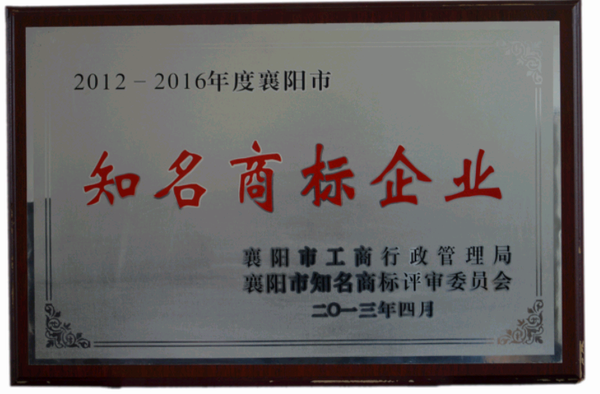 2012－2016年度襄阳市
知名商标企业
襄阳市工商行政管理局
襄阳市知名商标评审委员会
二〇一三年四月